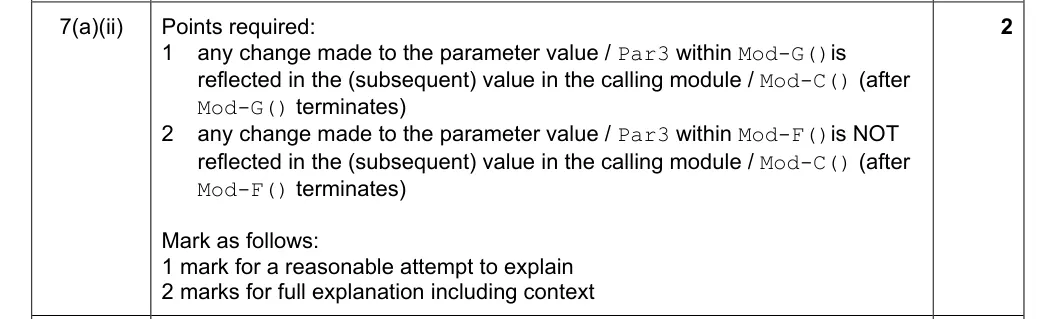 7(a)(ii) Points required: 2
1 any change made to the parameter value / Par3 within Mod-G()is
reflected in the (subsequent) value in the calling module / Mod-C() (after
Mod-G() terminates)
2 any change made to the parameter value / Par3 within Mod-F()is NOT
reflected in the (subsequent) value in the calling module / Mod-C() (after
Mod-F() terminates)
Mark as follows:
1 mark for a reasonable attempt to explain
2 marks for full explanation including context